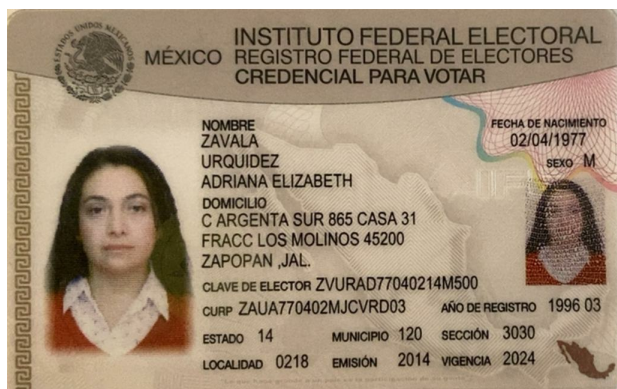 INSTITUTO FEDERAL ELECTORAL
MÉXICO REGISTRO FEDERAL DE ELECTORES
CREDENCIAL PARA VOTAR
ESTADOS UNIDOS MEXICANOS
FECHA DE NACIMIENTO
02/04/1977
SEXO M
NOMBRE
ZAVALA
URQUIDEZ
ADRIANA ELIZABETH
DOMICILIO
C ARGENTA SUR 865 CASA 31
FRACC LOS MOLINOS 45200
ZAPOPAN ,JAL.
CLAVE DE ELECTOR ZVURAD77040214M500
CURP ZAUA770402MJCVRD03 AÑO DE REGISTRO 1996 03
ESTADO 14 MUNICIPIO 120 SECCIÓN 3030
LOCALIDAD 0218 EMISIÓN 2014 VIGENCIA 2024